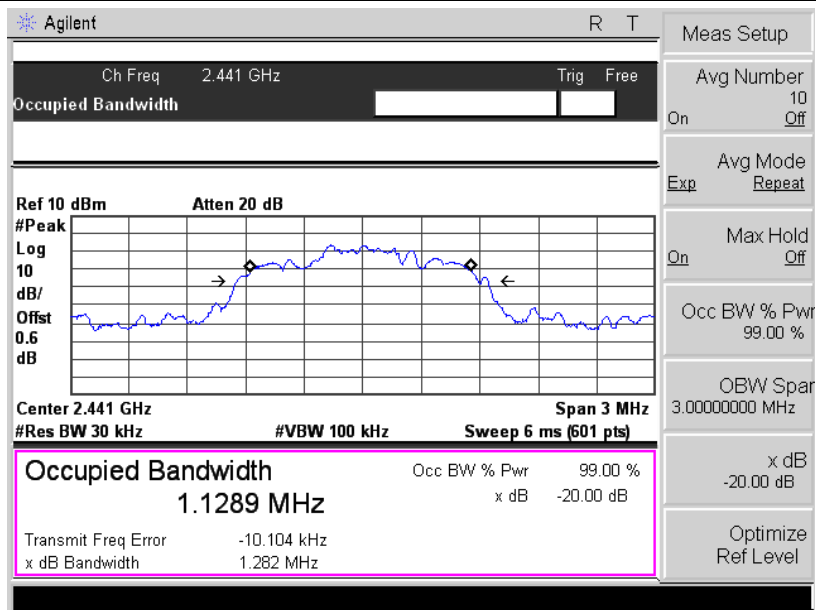 Agilent R T
Ch Freq 2.441 GHz Trig Free
Occupied Bandwidth
Ref 10 dBm Atten 20 dB
#Peak
Log
10
dB/
Offst
0.6
dB
Center 2.441 GHz Span 3 MHz
#Res BW 30 kHz #VBW 100 kHz Sweep 6 ms (601 pts)
Occupied Bandwidth Occ BW % Pwr 99.00 %
1.1289 MHz x dB -20.00 dB
Transmit Freq Error -10.104 kHz
x dB Bandwidth 1.282 MHz
Meas Setup
Avg Number
10
On Off
Avg Mode
Exp Repeat
Max Hold
On Off
Occ BW % Pwr
99.00 %
OBW Span
3.00000000 MHz
x dB
-20.00 dB
Optimize
Ref Level